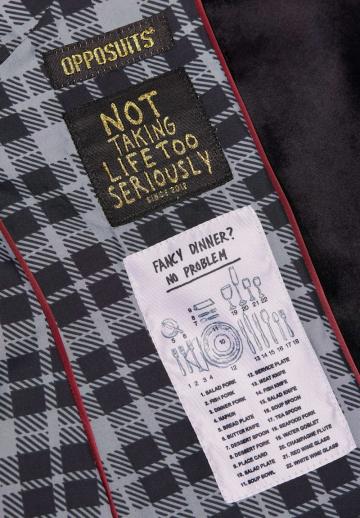 OPPOSUITS
NOT
TAKING
LIFE TOO
SERIOUSLY
SINCE 2012
FANCY DINNER?
NO PROBLEM
1. SALAD FORK
2. FISH FORK
3. DINNER FORK
4. NAPKIN
5. BREAD PLATE
6. BUTTER KNIFE
7. DESSERT SPOON
8. DESSERT FORK
9. PLACE CARD
10. SALAD PLATE
11. SOUP BOWL
12. SERVICE PLATE
13. MEAT KNIFE
14. FISH KNIFE
15. SALAD KNIFE
16. SOUP SPOON
17. TEA SPOON
18. SEAFOOD FORK
19. WATER GOBLET
20. CHAMPAGNE FLUTE
21. RED WINE GLASS
22. WHITE WINE GLASS